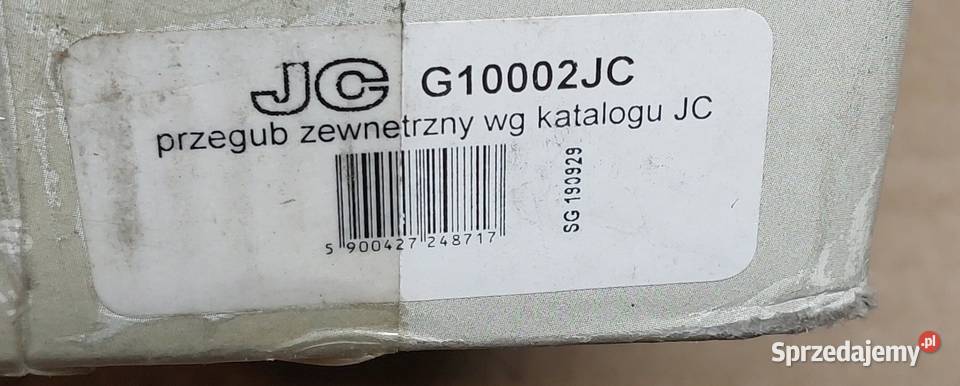 JC G10002JC
przegub zewnetrzny wg katalogu JC
SG 190929
5 900427 248717
Sprzedajemy.pl